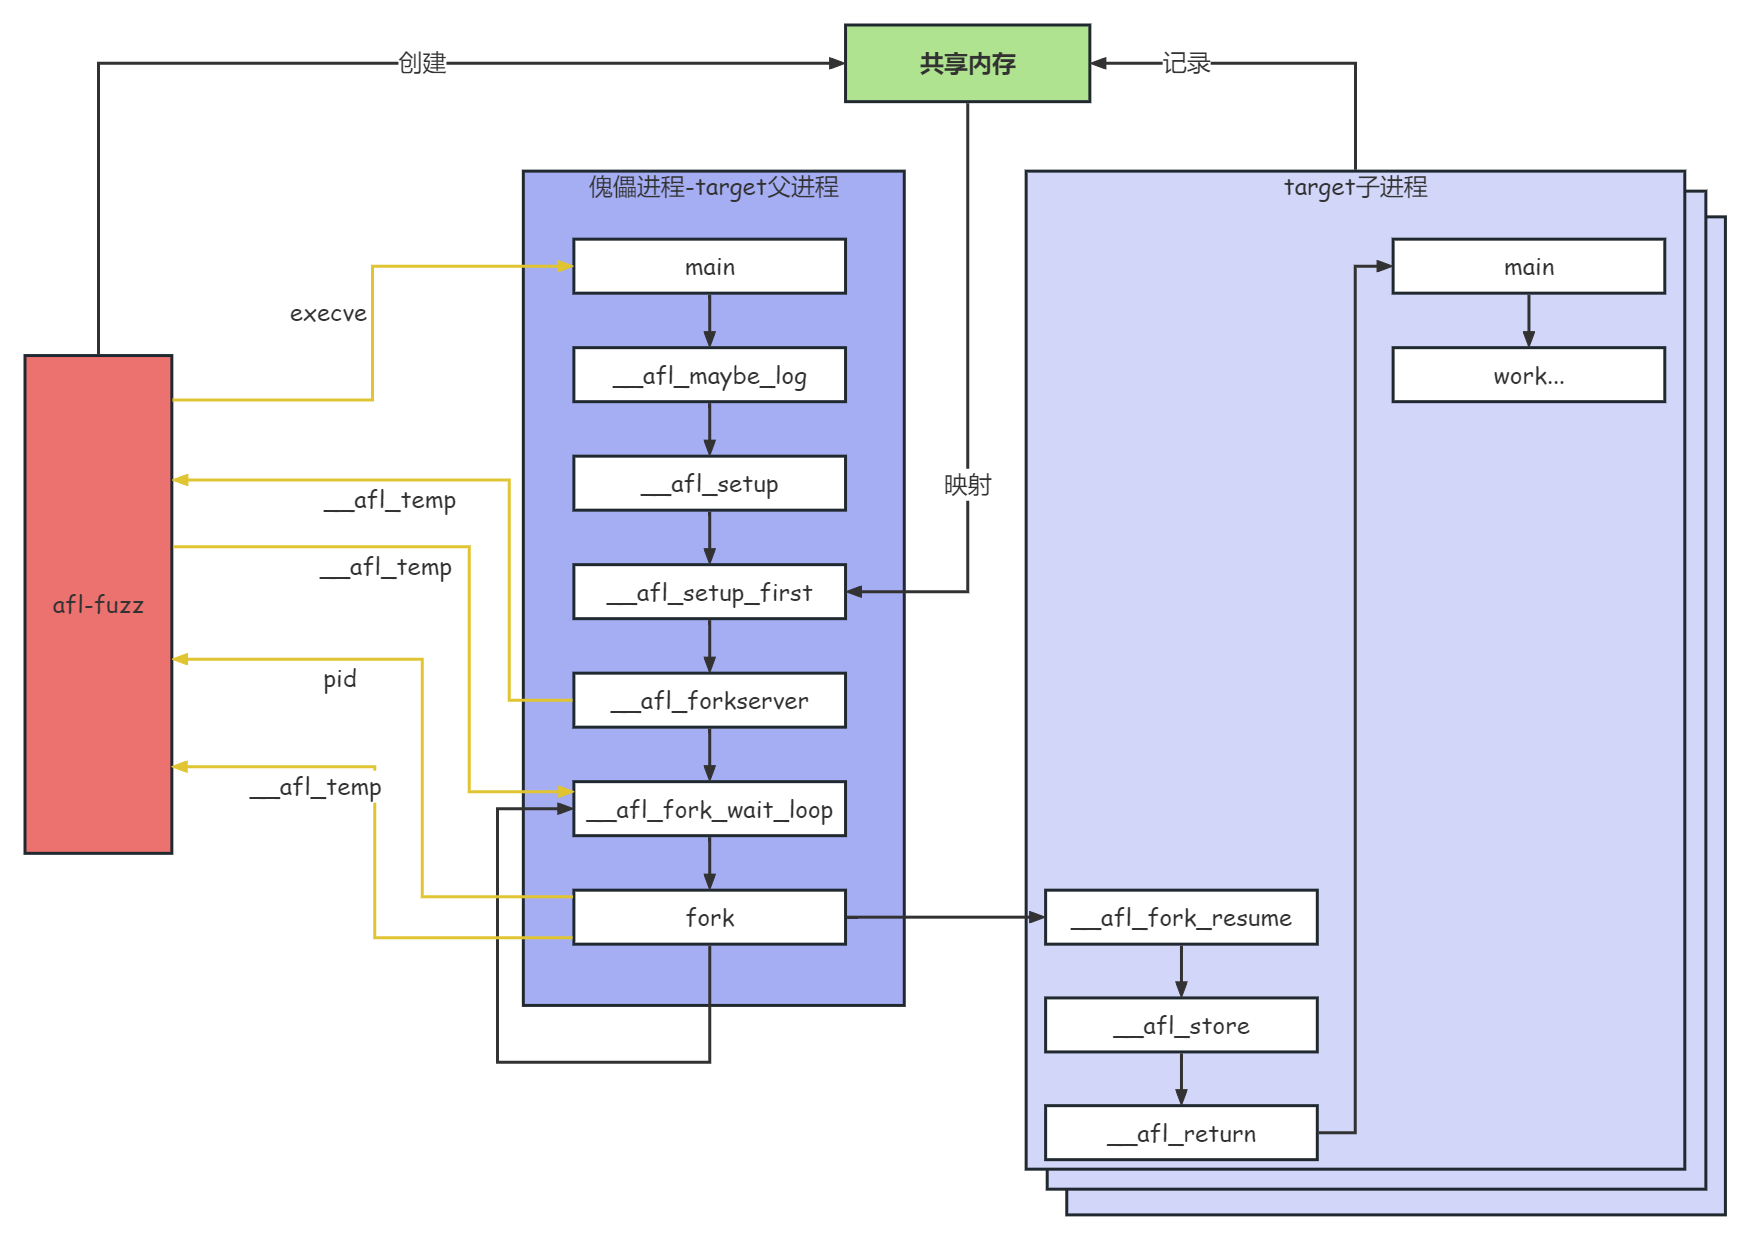 创建
共享内存
记录
傀儡进程-target父进程
target子进程
main
main
execve
__afl_maybe_log
work...
__afl_setup
映射
__afl_temp
__afl_temp
__afl_setup_first
afl-fuzz
pid
__afl_forkserver
__afl_temp
__afl_fork_wait_loop
fork
__afl_fork_resume
__afl_store
__afl_return